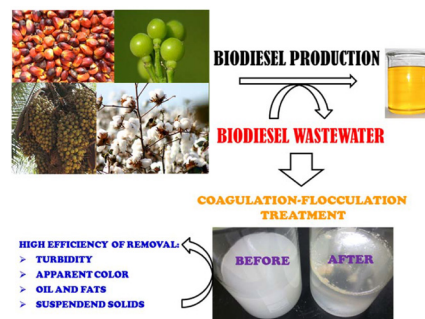 BIODIESEL PRODUCTION
BIODIESEL WASTEWATER
COAGULATION-FLOCCULATION
TREATMENT
HIGH EFFICIENCY OF REMOVAL:
➢ TURBIDITY
➢ APPARENT COLOR
➢ OIL AND FATS
➢ SUSPENDEND SOLIDS
BEFORE
AFTER